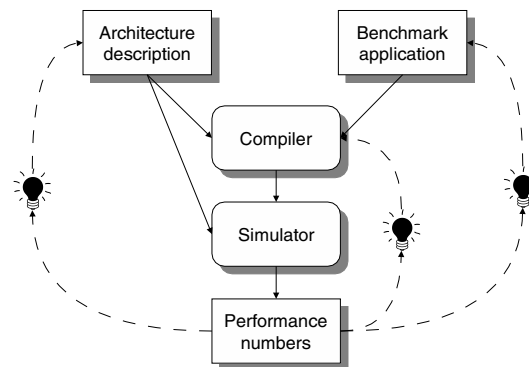 Architecture
description
Benchmark
application
Compiler
Simulator
Performance
numbers